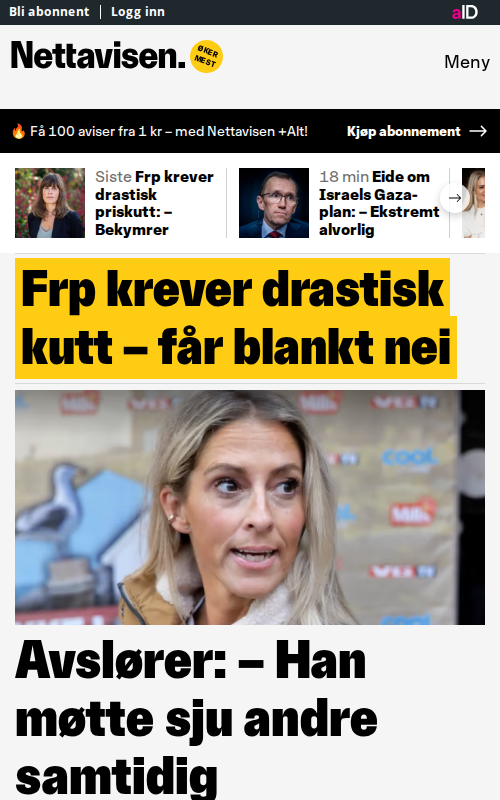 Bli abonnent | Logg inn
aID
Nettavisen.
ØKER
MEST
Meny
🔥 Få 100 aviser fra 1 kr – med Nettavisen +Alt!
Kjøp abonnement →
Siste Frp krever
drastisk
priskutt: –
Bekymrer
18 min Eide om
Israels Gaza-
plan: – Ekstremt
alvorlig
Frp krever drastisk
kutt – får blankt nei
cool
Avslører: – Han
møtte sju andre
samtidig